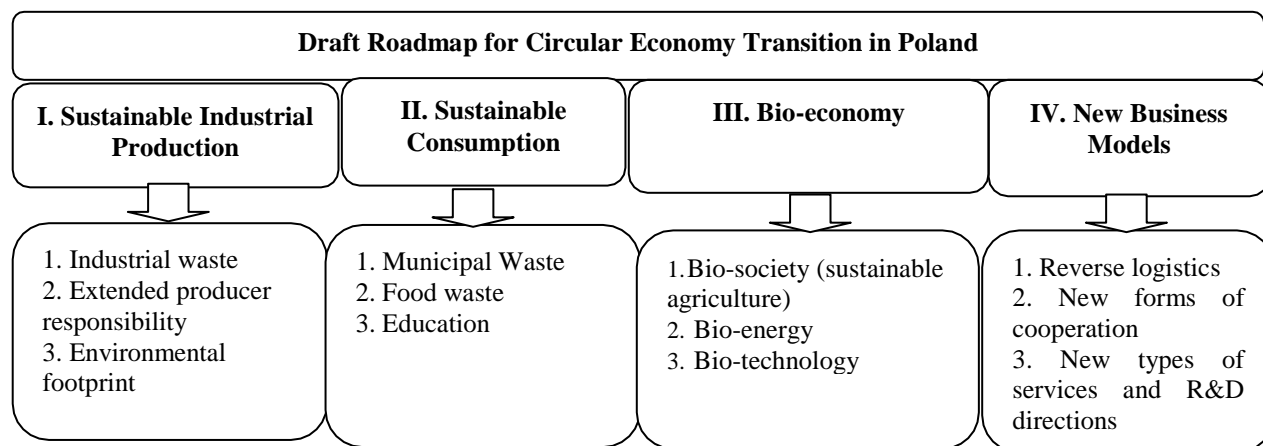 Draft Roadmap for Circular Economy Transition in Poland
I. Sustainable Industrial
Production
II. Sustainable
Consumption
III. Bio-economy
IV. New Business
Models
1. Industrial waste
2. Extended producer
responsibility
3. Environmental
footprint
1. Municipal Waste
2. Food waste
3. Education
1.Bio-society (sustainable
agriculture)
2. Bio-energy
3. Bio-technology
1. Reverse logistics
2. New forms of
cooperation
3. New types of
services and R&D
directions